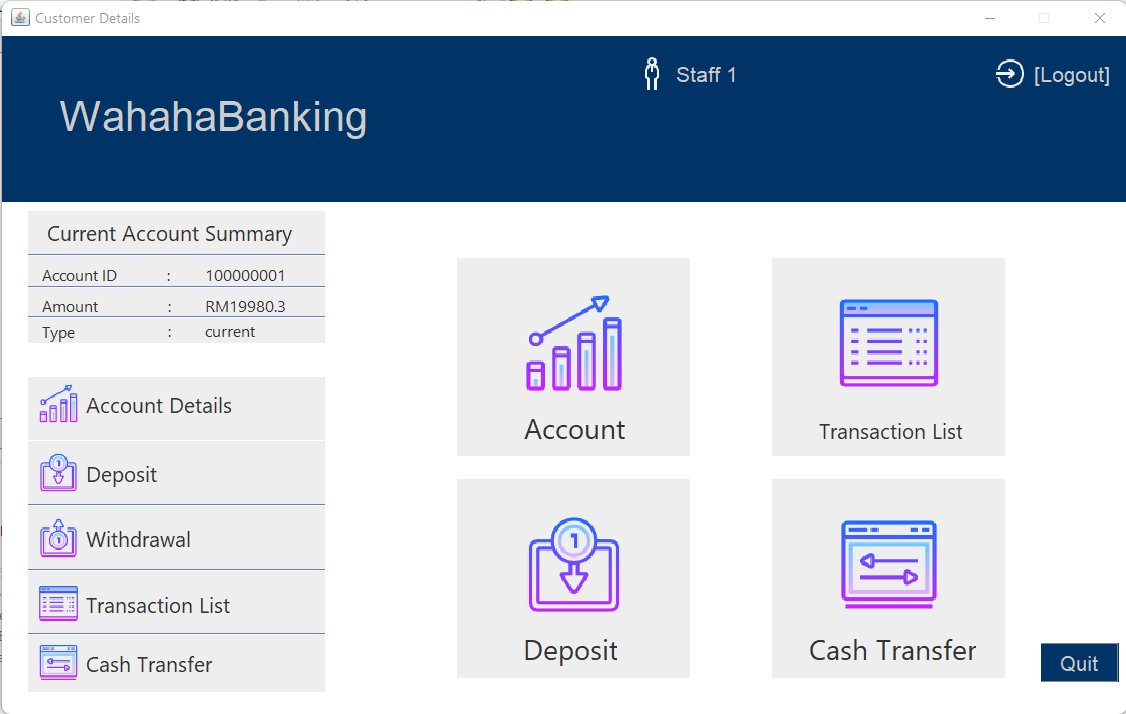 Customer Details
Staff 1
[Logout]
WahahaBanking
Current Account Summary
Account ID : 100000001
Amount : RM19980.3
Type : current
Account Details
Deposit
Withdrawal
Transaction List
Cash Transfer
Account
Transaction List
1
Deposit
Cash Transfer
Quit